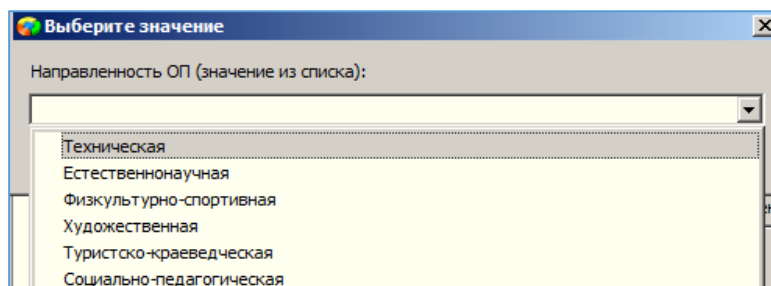 Выберите значение
Направленность ОП (значение из списка):
Техническая
Естественнонаучная
Физкультурно-спортивная
Художественная
Туристско-краеведческая
Социально-педагогическая